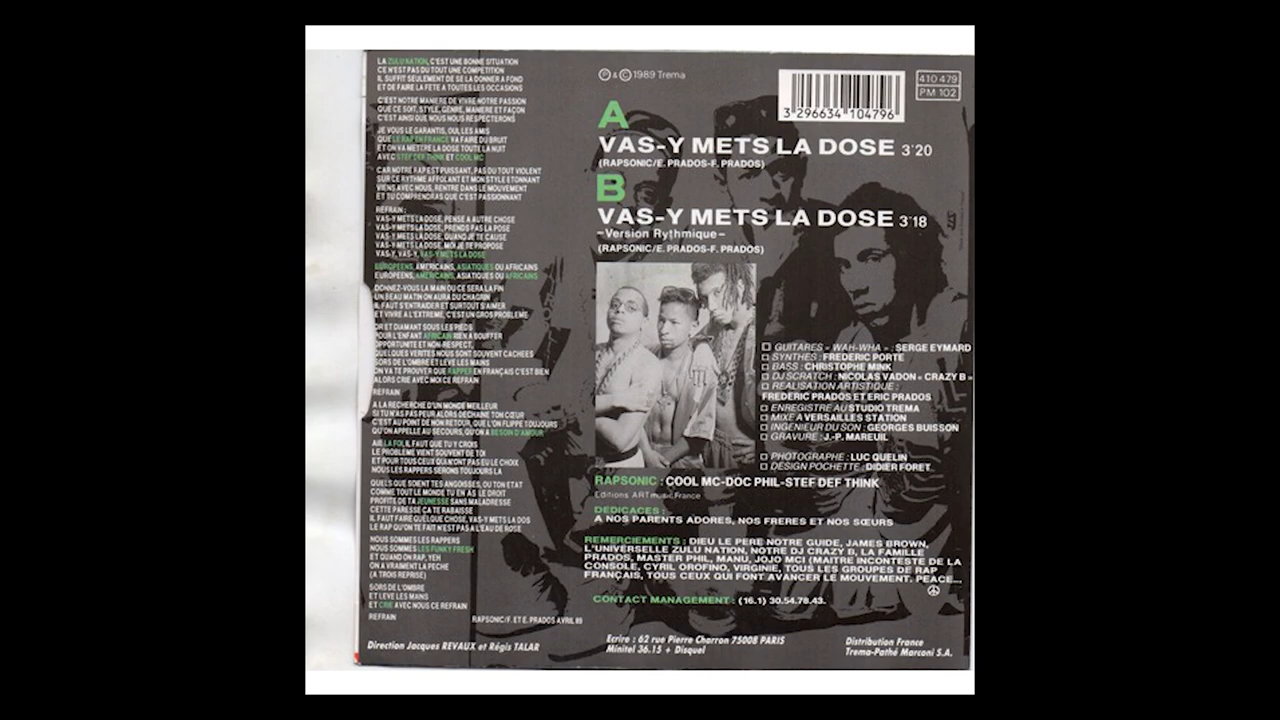 LA ZULU NATION, C'EST UNE BONNE SITUATION
CE N'EST PAS DU TOUT UNE COMPETITION
IL SUFFIT SEULEMENT DE SE LA DONNER A FOND
ET DE FAIRE LA FETE A TOUTES LES OCCASIONS
C'EST NOTRE MANIERE DE VIVRE NOTRE PASSION
QUE CE SOIT, STYLE, GENRE, MANIERE ET FAÇON
C'EST AINSI QUE NOUS NOUS RESPECTERONS
JE VOUS LE GARANTIS, OUI, LES AMIS
QUE LE RAP EN FRANCE VA FAIRE DU BRUIT
ET ON VA METTRE LA DOSE TOUTE LA NUIT
AVEC STEF DEF THINK ET COOL MC
CAR NOTRE RAP EST PUISSANT, PAS DU TOUT VIOLENT
SUR CE RYTHME AFFOLANT ET MON STYLE ETONNANT
VIENS AVEC NOUS, RENTRE DANS LE MOUVEMENT
ET TU COMPRENDRAS QUE C'EST PASSIONNANT
REFRAIN :
VAS-Y METS LA DOSE, PENSE A AUTRE CHOSE
VAS-Y METS LA DOSE, PRENDS PAS LA POSE
VAS-Y METS LA DOSE, QUAND JE TE CAUSE
VAS-Y METS LA DOSE, MOI JE TE PROPOSE
VAS-Y, VAS-Y, VAS-Y METS LA DOSE
EUROPEENS, AMERICAINS, ASIATIQUES OU AFRICAINS
EUROPEENS, AMERICAINS, ASIATIQUES OU AFRICAINS
DONNEZ-VOUS LA MAIN OU CE SERA LA FIN
UN BEAU MATIN ON AURA DU CHAGRIN
IL FAUT S'ENTRAIDER ET SURTOUT S'AIMER
ET VIVRE A L'EXTREME, C'EST UN GROS PROBLEME
OR ET DIAMANT SOUS LES PIEDS
POUR L'ENFANT AFRICAIN RIEN A BOUFFER
OPPORTUNITE ET NON-RESPECT,
QUELQUES VERITES NOUS SONT SOUVENT CACHEES
SORS DE L'OMBRE ET LEVE LES MAINS
ON VA TE PROUVER QUE RAPPER EN FRANÇAIS C'EST BIEN
ALORS CRIE AVEC MOI CE REFRAIN
REFRAIN
A LA RECHERCHE D'UN MONDE MEILLEUR
SI TU N'AS PAS PEUR ALORS DECHAINE TON CŒUR
C'EST AU POINT DE NON RETOUR, QUE L'ON FLIPPE TOUJOURS
QU'ON APPELLE AU SECOURS, QU'ON A BESOIN D'AMOUR
AIE LA FOI, IL FAUT QUE TU Y CROIS
LE PROBLEME VIENT SOUVENT DE TOI
ET POUR TOUS CEUX QUI N'ONT PAS EU LE CHOIX
NOUS LES RAPPERS SERONS TOUJOURS LA
QUELS QUE SOIENT TES ANGOISSES, OU TON ETAT
COMME TOUT LE MONDE TU EN AS LE DROIT
PROFITE DE TA JEUNESSE SANS MALADRESSE
CETTE PARESSE ÇA TE RABAISSE
IL FAUT FAIRE QUELQUE CHOSE, VAS-Y METS LA DOS
LE RAP QU'ON TE FAIT N'EST PAS A L'EAU DE ROSE
NOUS SOMMES LES RAPPERS
NOUS SOMMES LES FUNKY FRESH
ET QUAND ON RAP, YEH
ON A VRAIMENT LA PECHE
(A TROIS REPRISE)
SORS DE L'OMBRE
ET LEVE LES MAINS
ET CRIE AVEC NOUS CE REFRAIN
REFRAIN
RAPSONIC/F. ET E. PRADOS AVRIL 89
Direction Jacques REVAUX et Régis TALAR
Ⓟ & © 1989 Trema
3 296634 104796
410 479
PM 102
A
VAS-Y METS LA DOSE 3'20
(RAPSONIC/E. PRADOS-F. PRADOS)
B
VAS-Y METS LA DOSE 3'18
-Version Rythmique-
(RAPSONIC/E. PRADOS-F. PRADOS)
GUITARES « WAH-WHA » : SERGE EYMARD
SYNTHES : FREDERIC PORTE
BASS : CHRISTOPHE MINK
DJ SCRATCH : NICOLAS VADON « CRAZY B »
REALISATION ARTISTIQUE :
FREDERIC PRADOS ET ERIC PRADOS
ENREGISTRE AU STUDIO TREMA
MIXE A VERSAILLES STATION
INGENIEUR DU SON : GEORGES BUISSON
GRAVURE : J.-P. MAREUIL
PHOTOGRAPHE : LUC QUELIN
DESIGN POCHETTE : DIDIER FORET
RAPSONIC : COOL MC-DOC PHIL-STEF DEF THINK
Editions ART music France
DEDICACES :
A NOS PARENTS ADORES, NOS FRERES ET NOS SŒURS
REMERCIEMENTS : DIEU LE PERE NOTRE GUIDE, JAMES BROWN,
L'UNIVERSELLE ZULU NATION, NOTRE DJ CRAZY B, LA FAMILLE
PRADOS, MASTER PHIL, MANU, JOJO MCI (MAITRE INCONTESTE DE LA
CONSOLE, CYRIL OROFINO, VIRGINIE, TOUS LES GROUPES DE RAP
FRANÇAIS, TOUS CEUX QUI FONT AVANCER LE MOUVEMENT. PEACE...
CONTACT MANAGEMENT : (16.1) 30.54.78.43.
Ecrire : 62 rue Pierre Charron 75008 PARIS
Minitel 36.15 + Disquel
Distribution France
Trema-Pathé Marconi S.A.